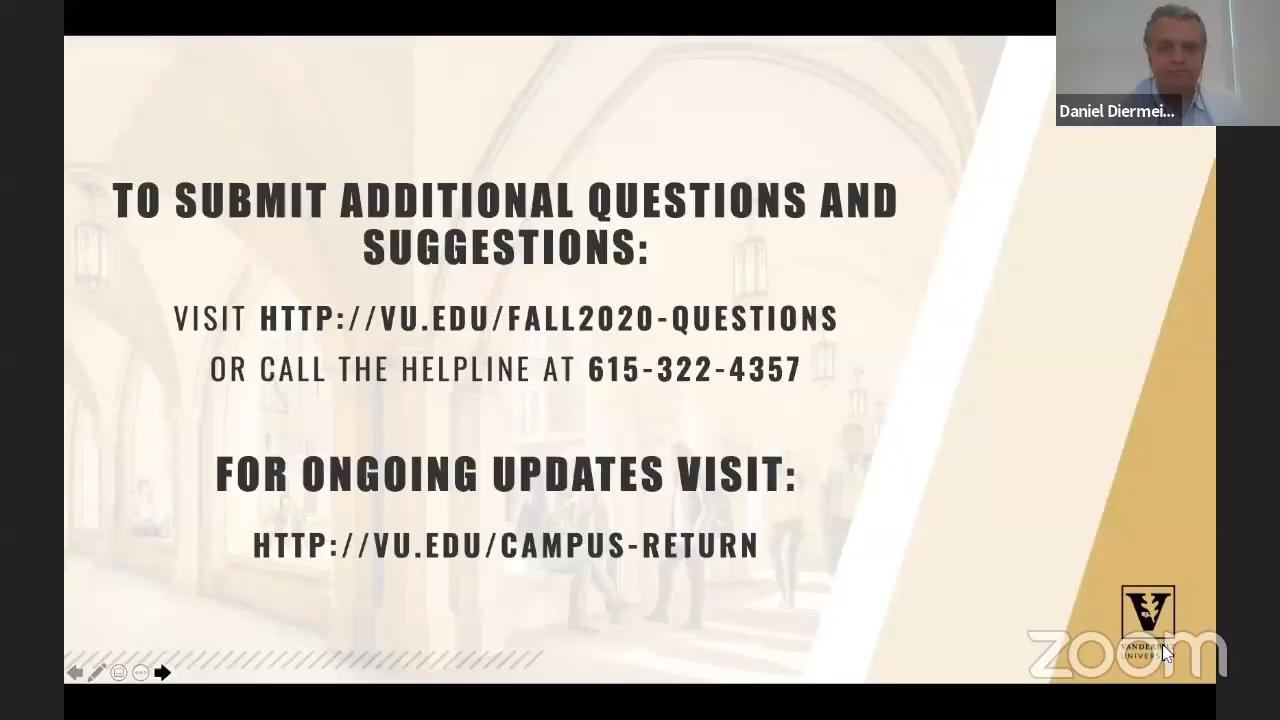 Daniel Diermei...
TO SUBMIT ADDITIONAL QUESTIONS AND
SUGGESTIONS:
VISIT HTTP://VU.EDU/FALL2020-QUESTIONS
OR CALL THE HELPLINE AT 615-322-4357
FOR ONGOING UPDATES VISIT:
HTTP://VU.EDU/CAMPUS-RETURN
V
zoom